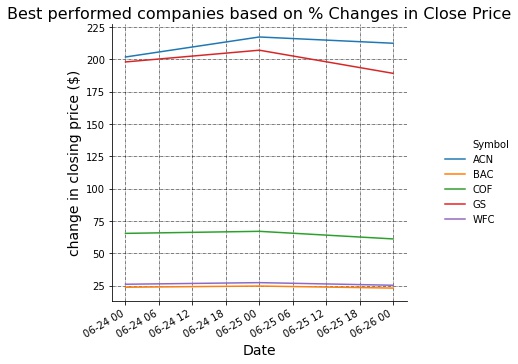 Best performed companies based on % Changes in Close Price
change in closing price ($)
225
200
175
150
125
100
75
50
25
06-24 00
06-24 06
06-24 12
06-24 18
06-25 00
06-25 06
06-25 12
06-25 18
06-26 00
Date
Symbol
ACN
BAC
COF
GS
WFC